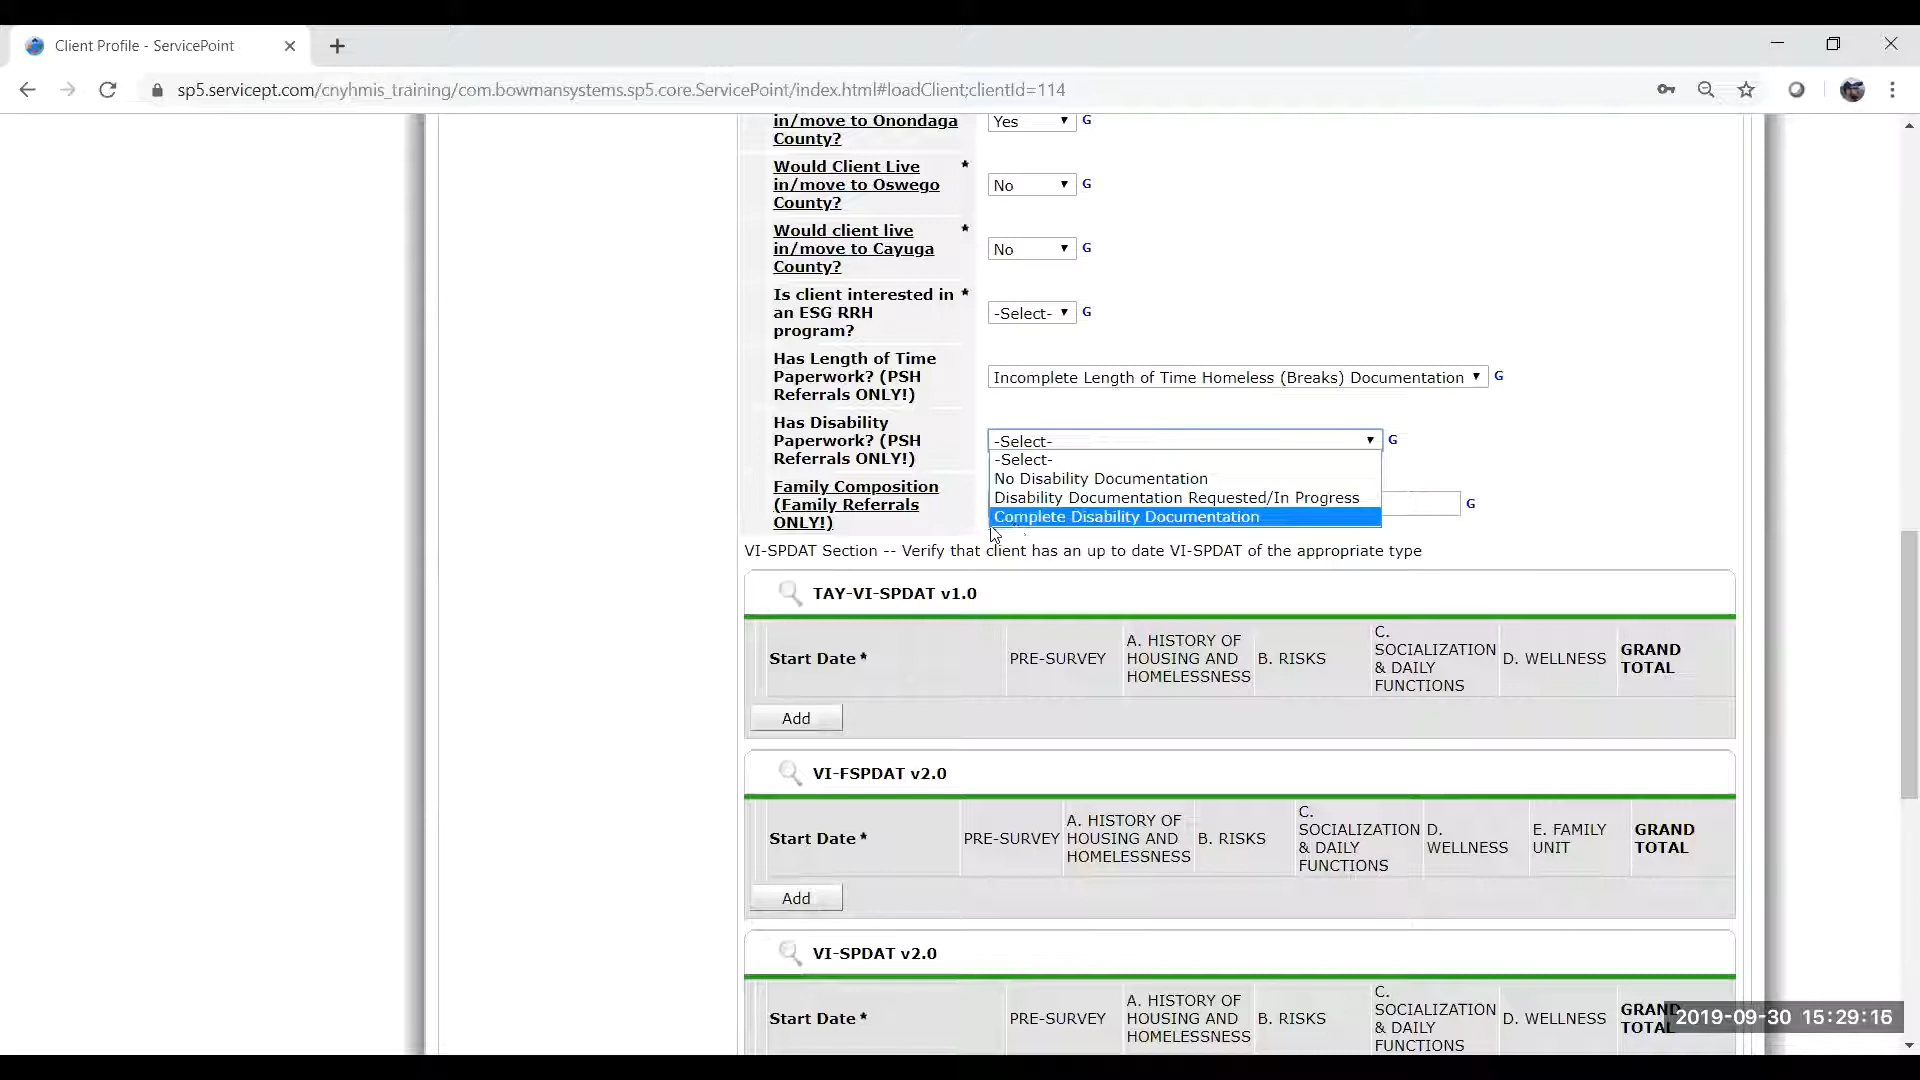 Client Profile - ServicePoint
sp5.servicept.com/cnyhmis_training/com.bowmansystems.sp5.core.ServicePoint/index.html#loadClient;clientId=114
in/move to Onondaga
County?
Yes
G
Would Client Live
in/move to Oswego
County?
*
No
G
Would client live
in/move to Cayuga
County?
*
No
G
Is client interested in
an ESG RRH
program?
*
-Select-
G
Has Length of Time
Paperwork? (PSH
Referrals ONLY!)
Incomplete Length of Time Homeless (Breaks) Documentation
G
Has Disability
Paperwork? (PSH
Referrals ONLY!)
-Select-
G
-Select-
No Disability Documentation
Disability Documentation Requested/In Progress
Complete Disability Documentation
Family Composition
(Family Referrals
ONLY!)
G
VI-SPDAT Section -- Verify that client has an up to date VI-SPDAT of the appropriate type
TAY-VI-SPDAT v1.0
Start Date *
PRE-SURVEY
A. HISTORY OF
HOUSING AND
HOMELESSNESS
B. RISKS
C.
SOCIALIZATION
& DAILY
FUNCTIONS
D. WELLNESS
GRAND
TOTAL
Add
VI-FSPDAT v2.0
Start Date *
PRE-SURVEY
A. HISTORY OF
HOUSING AND
HOMELESSNESS
B. RISKS
C.
SOCIALIZATION
& DAILY
FUNCTIONS
D.
WELLNESS
E. FAMILY
UNIT
GRAND
TOTAL
Add
VI-SPDAT v2.0
Start Date *
PRE-SURVEY
A. HISTORY OF
HOUSING AND
HOMELESSNESS
B. RISKS
C.
SOCIALIZATION
& DAILY
FUNCTIONS
D. WELLNESS
GRAND
TOTAL
2019-09-30 15:29:16